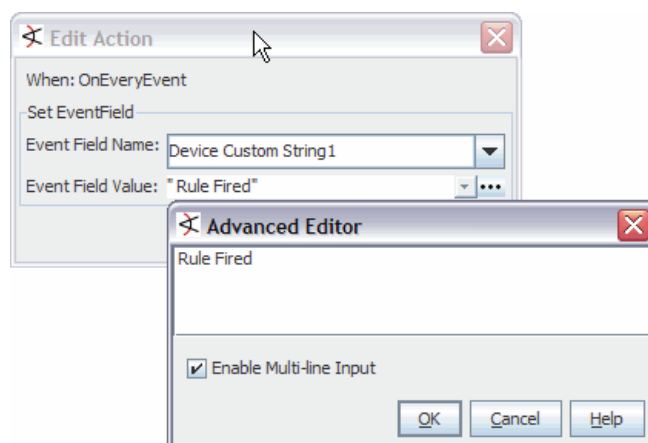 Edit Action
When: OnEveryEvent
Set EventField
Event Field Name: Device Custom String1
Event Field Value: "Rule Fired"
Advanced Editor
Rule Fired
Enable Multi-line Input
OK Cancel Help